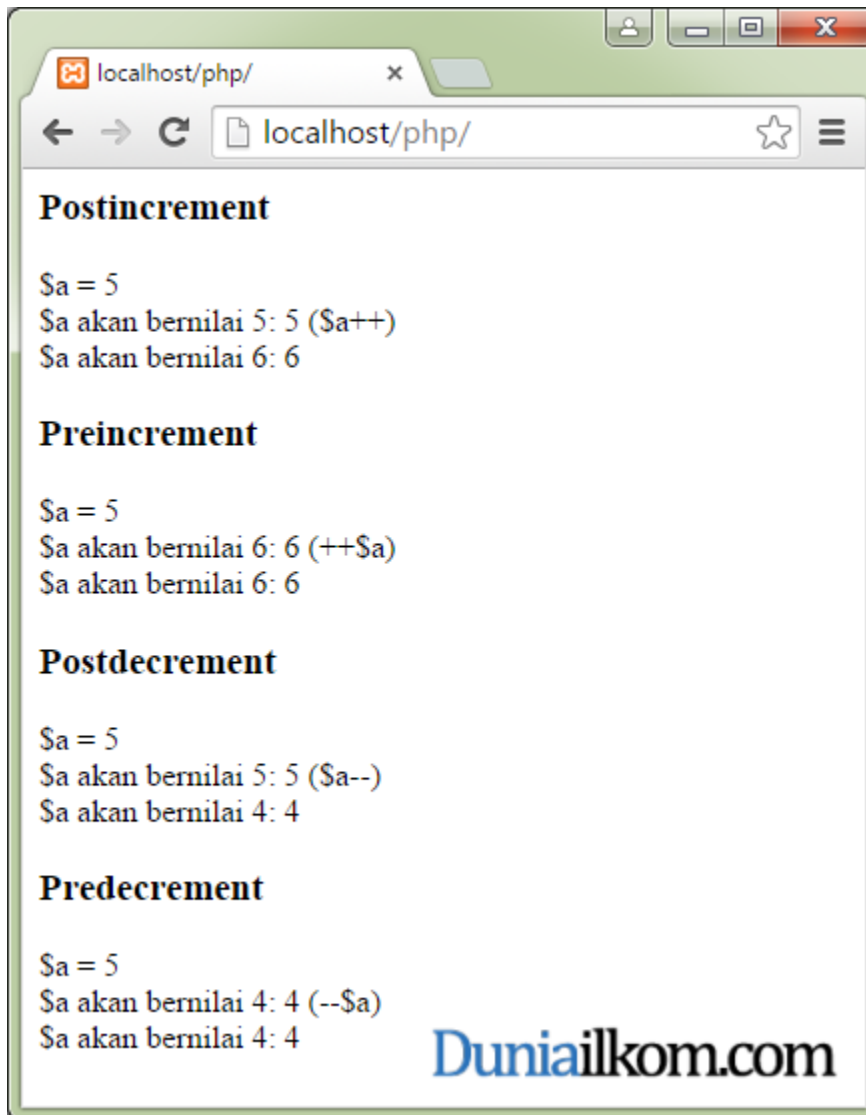 localhost/php/
localhost/php/
Postincrement
$a = 5
$a akan bernilai 5: 5 ($a++)
$a akan bernilai 6: 6
Preincrement
$a = 5
$a akan bernilai 6: 6 (++$a)
$a akan bernilai 6: 6
Postdecrement
$a = 5
$a akan bernilai 5: 5 ($a--)
$a akan bernilai 4: 4
Predecrement
$a = 5
$a akan bernilai 4: 4 (--$a)
$a akan bernilai 4: 4
Duniailkom.com